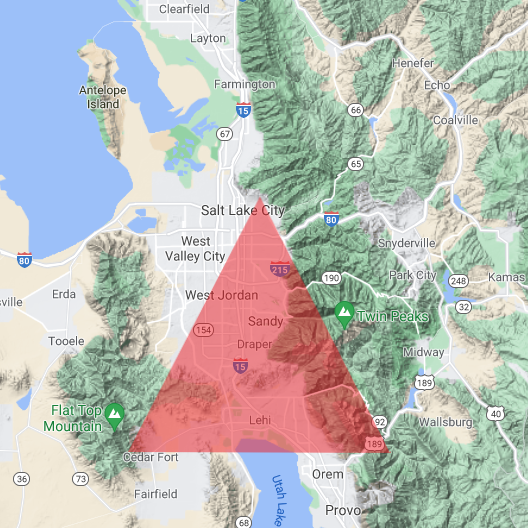 Clearfield
Layton
Antelope
Island
Farmington
15
67
Henefer
Echo
66
Coalville
65
Salt Lake City
80
West
Valley City
Snyderville
80
215
190
Park City
248
Kamas
sville
Erda
West Jordan
32
154
Sandy
Twin Peaks
Tooele
Draper
Midway
15
189
Flat Top
Mountain
Lehi
92
Wallsburg
40
189
Cedar Fort
36
73
Orem
Fairfield
Utah Lake
Provo
68